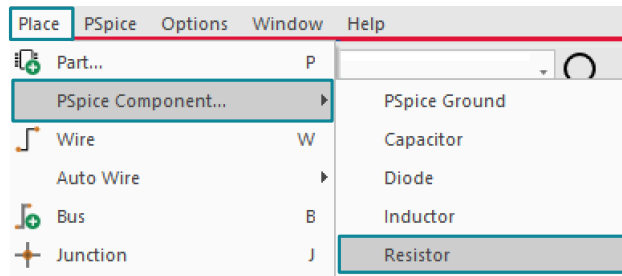 Place PSpice Options Window Help
Part... P
PSpice Component...
Wire W
Auto Wire
Bus B
Junction J
PSpice Ground
Capacitor
Diode
Inductor
Resistor